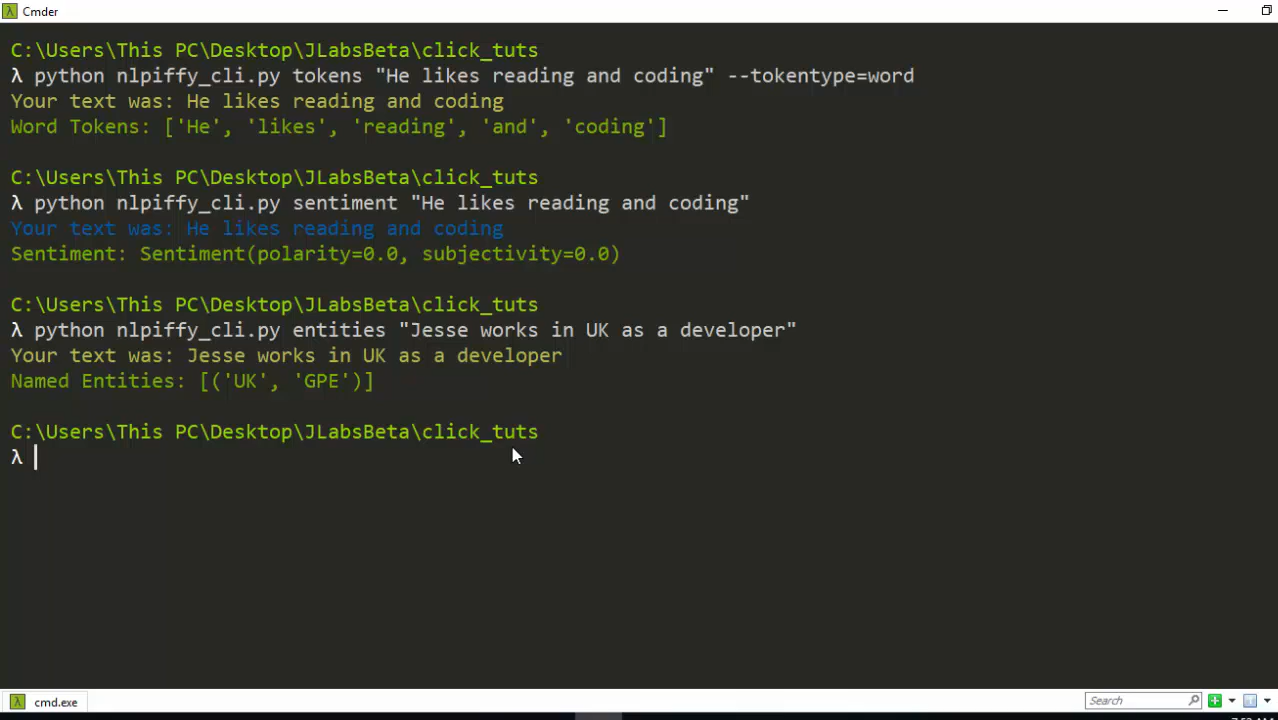 Cmder
C:\Users\This PC\Desktop\JLabsBeta\click_tuts
λ python nlpiffy_cli.py tokens "He likes reading and coding" --tokentype=word
Your text was: He likes reading and coding
Word Tokens: ['He', 'likes', 'reading', 'and', 'coding']
C:\Users\This PC\Desktop\JLabsBeta\click_tuts
λ python nlpiffy_cli.py sentiment "He likes reading and coding"
Your text was: He likes reading and coding
Sentiment: Sentiment(polarity=0.0, subjectivity=0.0)
C:\Users\This PC\Desktop\JLabsBeta\click_tuts
λ python nlpiffy_cli.py entities "Jesse works in UK as a developer"
Your text was: Jesse works in UK as a developer
Named Entities: [('UK', 'GPE')]
C:\Users\This PC\Desktop\JLabsBeta\click_tuts
λ
cmd.exe
Search